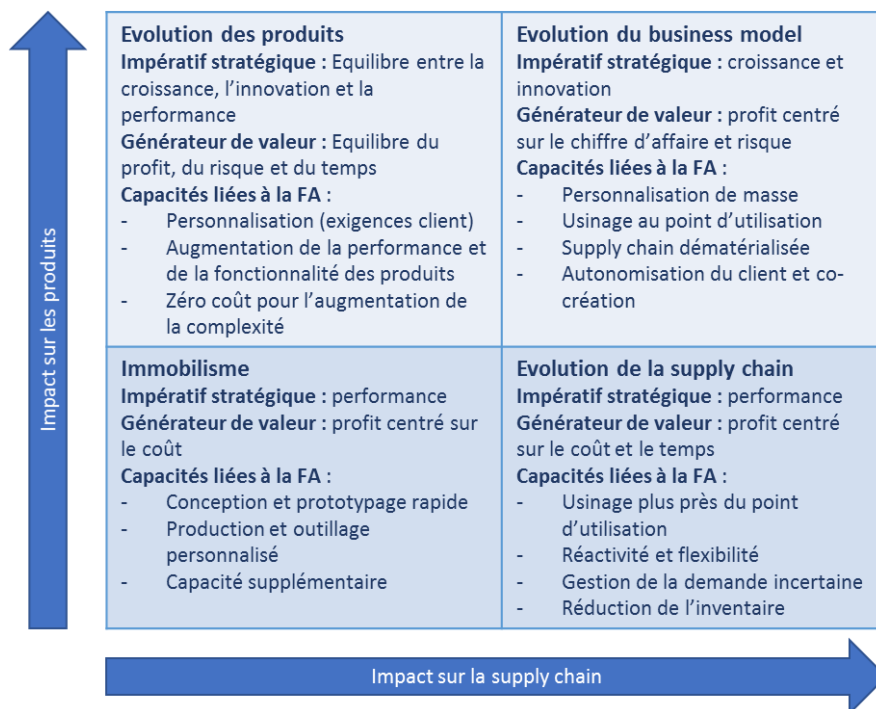 Impact sur les produits
Evolution des produits
Impératif stratégique : Equilibre entre la
croissance, l’innovation et la
performance
Générateur de valeur : Equilibre du
profit, du risque et du temps
Capacités liées à la FA :
- Personnalisation (exigences client)
- Augmentation de la performance et
de la fonctionnalité des produits
- Zéro coût pour l’augmentation de
la complexité
Evolution du business model
Impératif stratégique : croissance et
innovation
Générateur de valeur : profit centré
sur le chiffre d’affaire et risque
Capacités liées à la FA :
- Personnalisation de masse
- Usinage au point d’utilisation
- Supply chain dématérialisée
- Autonomisation du client et co-
création
Immobilisme
Impératif stratégique : performance
Générateur de valeur : profit centré sur
le coût
Capacités liées à la FA :
- Conception et prototypage rapide
- Production et outillage
personnalisé
- Capacité supplémentaire
Evolution de la supply chain
Impératif stratégique : performance
Générateur de valeur : profit centré
sur le coût et le temps
Capacités liées à la FA :
- Usinage plus près du point
d’utilisation
- Réactivité et flexibilité
- Gestion de la demande incertaine
- Réduction de l’inventaire
Impact sur la supply chain